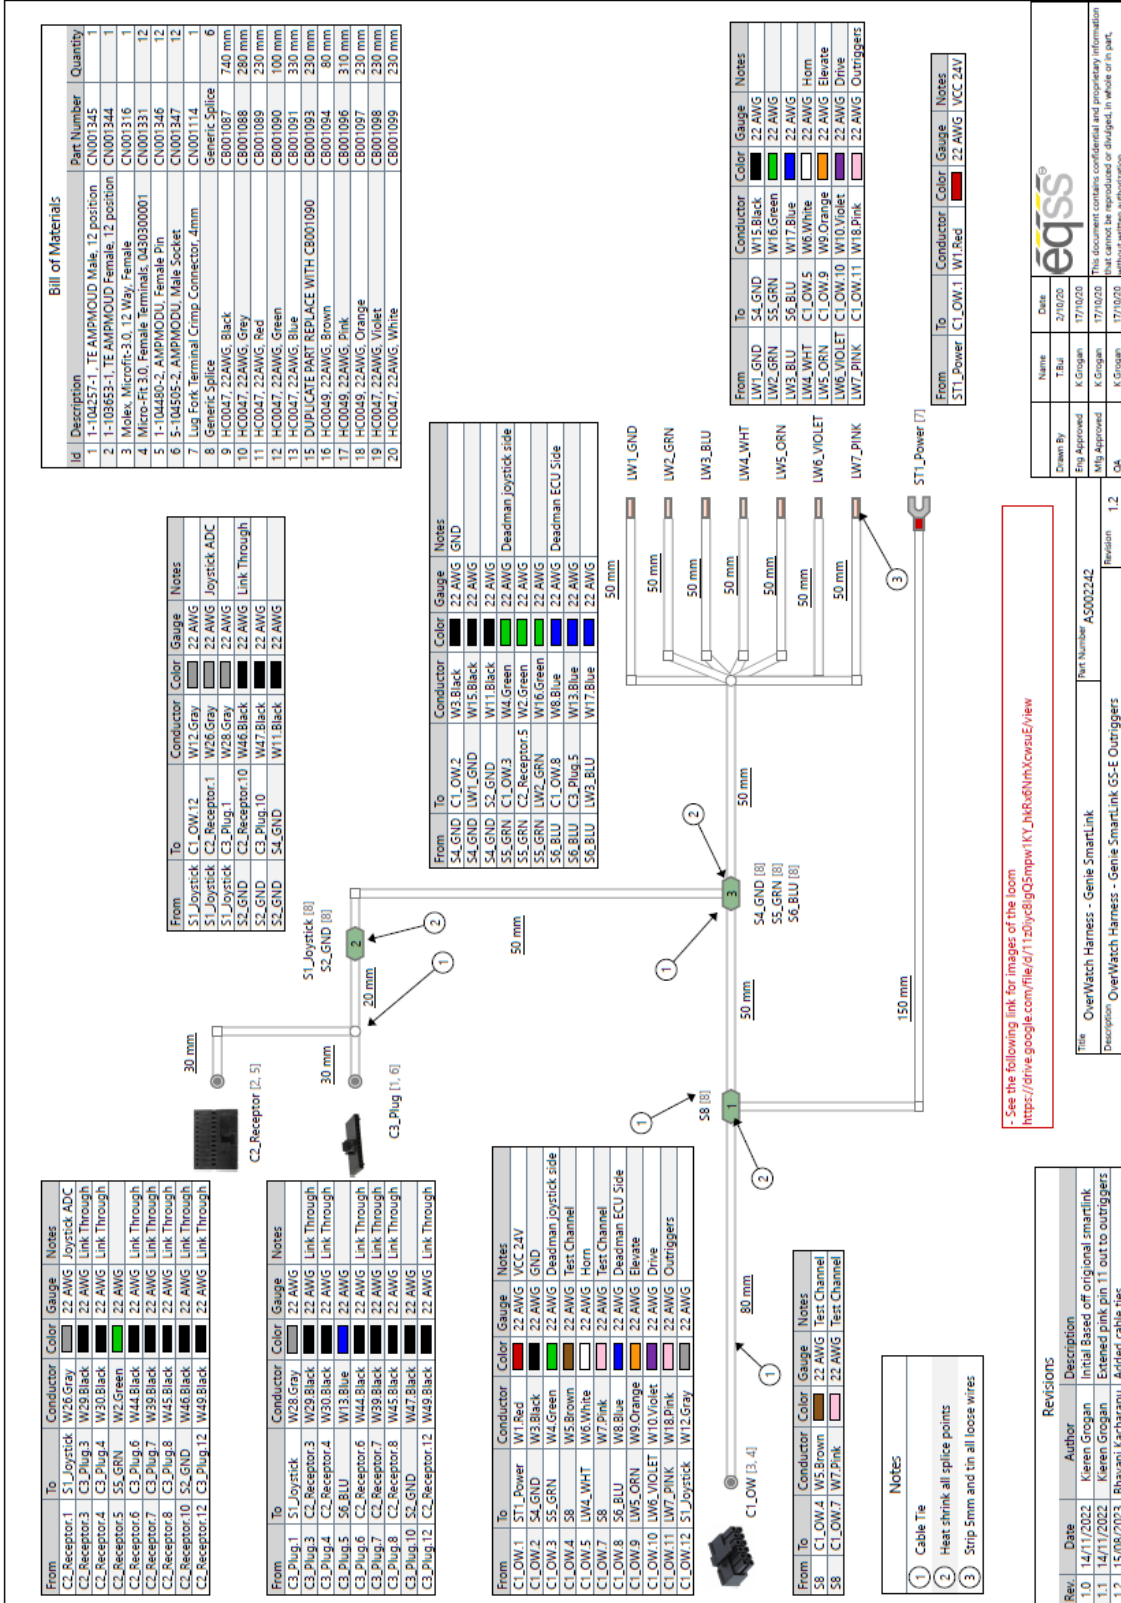 Bill of Materials
Id Description Part Number Quantity
1 1-104257-1, TE AMPMOUD Male, 12 position CN001345 1
2 1-103653-1, TE AMPMOUD Female, 12 position CN001344 1
3 Molex, Microfit-3.0, 12 Way, Female CN001316 1
4 Micro-Fit 3.0, Female Terminals, 0430300001 CN001331 12
5 1-104480-2, AMPMODU, Female Pin CN001346 12
6 5-104505-2, AMPMODU, Male Socket CN001347 12
7 Lug Fork Terminal Crimp Connector, 4mm CN001114 1
8 Generic Splice Generic Splice 6
9 HC0047, 22AWG, Black CB001087 740 mm
10 HC0047, 22AWG, Grey CB001088 280 mm
11 HC0047, 22AWG, Red CB001089 230 mm
12 HC0047, 22AWG, Green CB001090 100 mm
13 HC0047, 22AWG, Blue CB001091 330 mm
15 DUPLICATE PART REPLACE WITH CB001090 CB001093 230 mm
16 HC0049, 22AWG, Brown CB001094 80 mm
17 HC0049, 22AWG, Pink CB001096 310 mm
18 HC0049, 22AWG, Orange CB001097 230 mm
19 HC0047, 22AWG, Violet CB001098 230 mm
20 HC0047, 22AWG, White CB001099 230 mm
From To Conductor Color Gauge Notes
C2_Receptor.1 S1_Joystick W26.Gray 22 AWG Joystick ADC
C2_Receptor.3 C3_Plug.3 W29.Black 22 AWG Link Through
C2_Receptor.4 C3_Plug.4 W30.Black 22 AWG Link Through
C2_Receptor.5 S5_GRN W2.Green 22 AWG
C2_Receptor.6 C3_Plug.6 W44.Black 22 AWG Link Through
C2_Receptor.7 C3_Plug.7 W39.Black 22 AWG Link Through
C2_Receptor.8 C3_Plug.8 W45.Black 22 AWG Link Through
C2_Receptor.10 S2_GND W46.Black 22 AWG Link Through
C2_Receptor.12 C3_Plug.12 W49.Black 22 AWG Link Through
From To Conductor Color Gauge Notes
C3_Plug.1 S1_Joystick W28.Gray 22 AWG
C3_Plug.3 C2_Receptor.3 W29.Black 22 AWG Link Through
C3_Plug.4 C2_Receptor.4 W30.Black 22 AWG Link Through
C3_Plug.5 S6_BLU W13.Blue 22 AWG
C3_Plug.6 C2_Receptor.6 W44.Black 22 AWG Link Through
C3_Plug.7 C2_Receptor.7 W39.Black 22 AWG Link Through
C3_Plug.8 C2_Receptor.8 W45.Black 22 AWG Link Through
C3_Plug.10 S2_GND W47.Black 22 AWG Link Through
C3_Plug.12 C2_Receptor.12 W49.Black 22 AWG Link Through
From To Conductor Color Gauge Notes
S1_Joystick C1_OW.12 W12.Gray 22 AWG
S1_Joystick C2_Receptor.1 W26.Gray 22 AWG Joystick ADC
S1_Joystick C3_Plug.1 W28.Gray 22 AWG
S2_GND C2_Receptor.10 W46.Black 22 AWG Link Through
S2_GND C3_Plug.10 W47.Black 22 AWG
S2_GND S4_GND W11.Black 22 AWG
From To Conductor Color Gauge Notes
S4_GND C1_OW.2 W3.Black 22 AWG GND
S4_GND LW1_GND W15.Black 22 AWG
S4_GND S2_GND W11.Black 22 AWG
S5_GRN C1_OW.3 W4.Green 22 AWG Deadman joystick side
S5_GRN C2_Receptor.5 W2.Green 22 AWG
S5_GRN LW2_GRN W16.Green 22 AWG
S6_BLU C1_OW.8 W8.Blue 22 AWG Deadman ECU Side
S6_BLU C3_Plug.5 W13.Blue 22 AWG
S6_BLU LW3_BLU W17.Blue 22 AWG
From To Conductor Color Gauge Notes
C1_OW.1 ST1_Power W1.Red 22 AWG VCC 24V
C1_OW.2 S4_GND W3.Black 22 AWG GND
C1_OW.3 S5_GRN W4.Green 22 AWG Deadman joystick side
C1_OW.4 S8 W5.Brown 22 AWG Test Channel
C1_OW.5 LW4_WHT W6.White 22 AWG Horn
C1_OW.7 S8 W7.Pink 22 AWG Test Channel
C1_OW.8 S6_BLU W8.Blue 22 AWG Deadman ECU Side
C1_OW.9 LW5_ORN W9.Orange 22 AWG Elevate
C1_OW.10 LW6_VIOLET W10.Violet 22 AWG Drive
C1_OW.11 LW7_PINK W18.Pink 22 AWG Outriggers
C1_OW.12 S1_Joystick W12.Gray 22 AWG
From To Conductor Color Gauge Notes
LW1_GND S4_GND W15.Black 22 AWG
LW2_GRN S5_GRN W16.Green 22 AWG
LW3_BLU S6_BLU W17.Blue 22 AWG
LW4_WHT C1_OW.5 W6.White 22 AWG Horn
LW5_ORN C1_OW.9 W9.Orange 22 AWG Elevate
LW6_VIOLET C1_OW.10 W10.Violet 22 AWG Drive
LW7_PINK C1_OW.11 W18.Pink 22 AWG Outriggers
From To Conductor Color Gauge Notes
ST1_Power C1_OW.1 W1.Red 22 AWG VCC 24V
From To Conductor Color Gauge Notes
S8 C1_OW.4 W5.Brown 22 AWG Test Channel
S8 C1_OW.7 W7.Pink 22 AWG Test Channel
C2_Receptor [2, 5]
30 mm
C3_Plug [1, 6]
30 mm
20 mm
S1_Joystick [8]
S2_GND [8]
2
2
1
50 mm
C1_OW [3, 4]
80 mm
1
S8 [8]
1
1
2
50 mm
1
3
2
S4_GND [8]
S5_GRN [8]
S6_BLU [8]
50 mm
150 mm
50 mm
50 mm
50 mm
50 mm
50 mm
50 mm
50 mm
LW1_GND
LW2_GRN
LW3_BLU
LW4_WHT
LW5_ORN
LW6_VIOLET
LW7_PINK
3
ST1_Power [7]
Notes
1 Cable Tie
2 Heat shrink all splice points
3 Strip 5mm and tin all loose wires
- See the following link for images of the loom
https://drive.google.com/file/d/11z0iyc8lgQ5mpw1KY_hkRx6NrhXcwsuE/view
Revisions
Rev. Date Author Description
1.0 14/11/2022 Kieren Grogan Initial Based off origional smartlink
1.1 14/11/2022 Kieren Grogan Extened pink pin 11 out to outriggers
1.2 15/08/2023 Bhavani Kacharapu Added cable ties
Title OverWatch Harness - Genie SmartLink
Part Number AS002242
Description OverWatch Harness - Genie SmartLink GS-E Outriggers
Revision 1.2
Name Date
Drawn By T.Bui 2/10/20
Eng Approved K Grogan 17/10/20
Mfg Approved K Grogan 17/10/20
QA K Grogan 17/10/20
eqss®
This document contains confidential and proprietary information
that cannot be reproduced or divulged, in whole or in part,
without written authorization